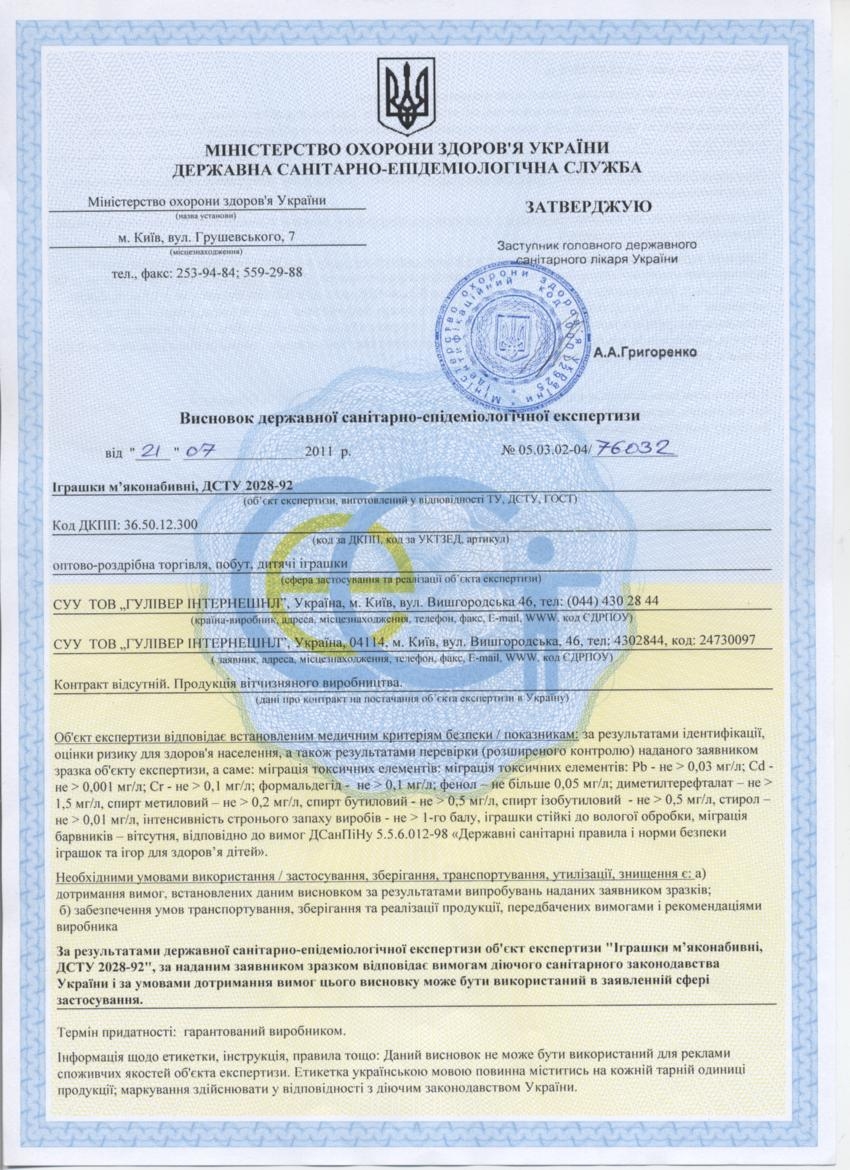 МІНІСТЕРСТВО ОХОРОНИ ЗДОРОВ'Я УКРАЇНИ
ДЕРЖАВНА САНІТАРНО-ЕПІДЕМІОЛОГІЧНА СЛУЖБА
Міністерство охорони здоров'я України
(назва установи)
м. Київ, вул. Грушевського, 7
(місцезнаходження)
тел., факс: 253-94-84; 559-29-88
ЗАТВЕРДЖУЮ
Заступник головного державного
санітарного лікаря України
Міністерство охорони здоров'я України
Ідентифікаційний код 00012925
А.А.Григоренко
Висновок державної санітарно-епідеміологічної експертизи
від "21" 07 2011 р. № 05.03.02-04/76032
Іграшки м’яконабивні, ДСТУ 2028-92
(об’єкт експертизи, виготовлений у відповідності ТУ, ДСТУ, ГОСТ)
Код ДКПП: 36.50.12.300
(код за ДКПП, код за УКТЗЕД, артикул)
оптово-роздрібна торгівля, побут, дитячі іграшки
(сфера застосування та реалізації об’єкта експертизи)
СУУ ТОВ „ГУЛІВЕР ІНТЕРНЕШНЛ”, Україна, м. Київ, вул. Вишгородська 46, тел: (044) 430 28 44
(країна-виробник, адреса, місцезнаходження, телефон, факс, E-mail, WWW, код ЄДРПОУ)
СУУ ТОВ „ГУЛІВЕР ІНТЕРНЕШНЛ”, Україна, 04114, м. Київ, вул. Вишгородська, 46, тел: 4302844, код: 24730097
( заявник, адреса, місцезнаходження, телефон, факс, E-mail, WWW, код ЄДРПОУ)
Контракт відсутній. Продукція вітчизняного виробництва.
(дані про контракт на постачання об’єкта експертизи в Україну)
Об'єкт експертизи відповідає встановленим медичним критеріям безпеки / показникам: за результатами ідентифікації,
оцінки ризику для здоров'я населення, а також результатами перевірки (розширеного контролю) наданого заявником
зразка об'єкту експертизи, а саме: міграція токсичних елементів: міграція токсичних елементів: Pb - не > 0,03 мг/л; Cd -
не > 0,001 мг/л; Cr - не > 0,1 мг/л; формальдегід - не > 0,1 мг/л; фенол – не більше 0,05 мг/л; диметилтерефталат – не >
1,5 мг/л, спирт метиловий – не > 0,2 мг/л, спирт бутиловий - не > 0,5 мг/л, спирт ізобутиловий - не > 0,5 мг/л, стирол –
не > 0,01 мг/л, інтенсивність стронього запаху виробів - не > 1-го балу, іграшки стійкі до вологої обробки, міграція
барвників – вітсутня, відповідно до вимог ДСанПіНу 5.5.6.012-98 «Державні санітарні правила і норми безпеки
іграшок та ігор для здоров’я дітей».
Необхідними умовами використання / застосування, зберігання, транспортування, утилізації, знищення є: а)
дотримання вимог, встановлених даним висновком за результатами випробувань наданих заявником зразків;
б) забезпечення умов транспортування, зберігання та реалізації продукції, передбачених вимогами і рекомендаціями
виробника
За результатами державної санітарно-епідеміологічної експертизи об'єкт експертизи "Іграшки м’яконабивні,
ДСТУ 2028-92", за наданим заявником зразком відповідає вимогам діючого санітарного законодавства
України і за умовами дотримання вимог цього висновку може бути використаний в заявленній сфері
застосування.
Термін придатності: гарантований виробником.
Інформація щодо етикетки, інструкція, правила тощо: Даний висновок не може бути використаний для реклами
споживчих якостей об'єкта експертизи. Етикетка українською мовою повинна міститись на кожній тарній одиниці
продукції; маркування здійснювати у відповідності з діючим законодавством України.